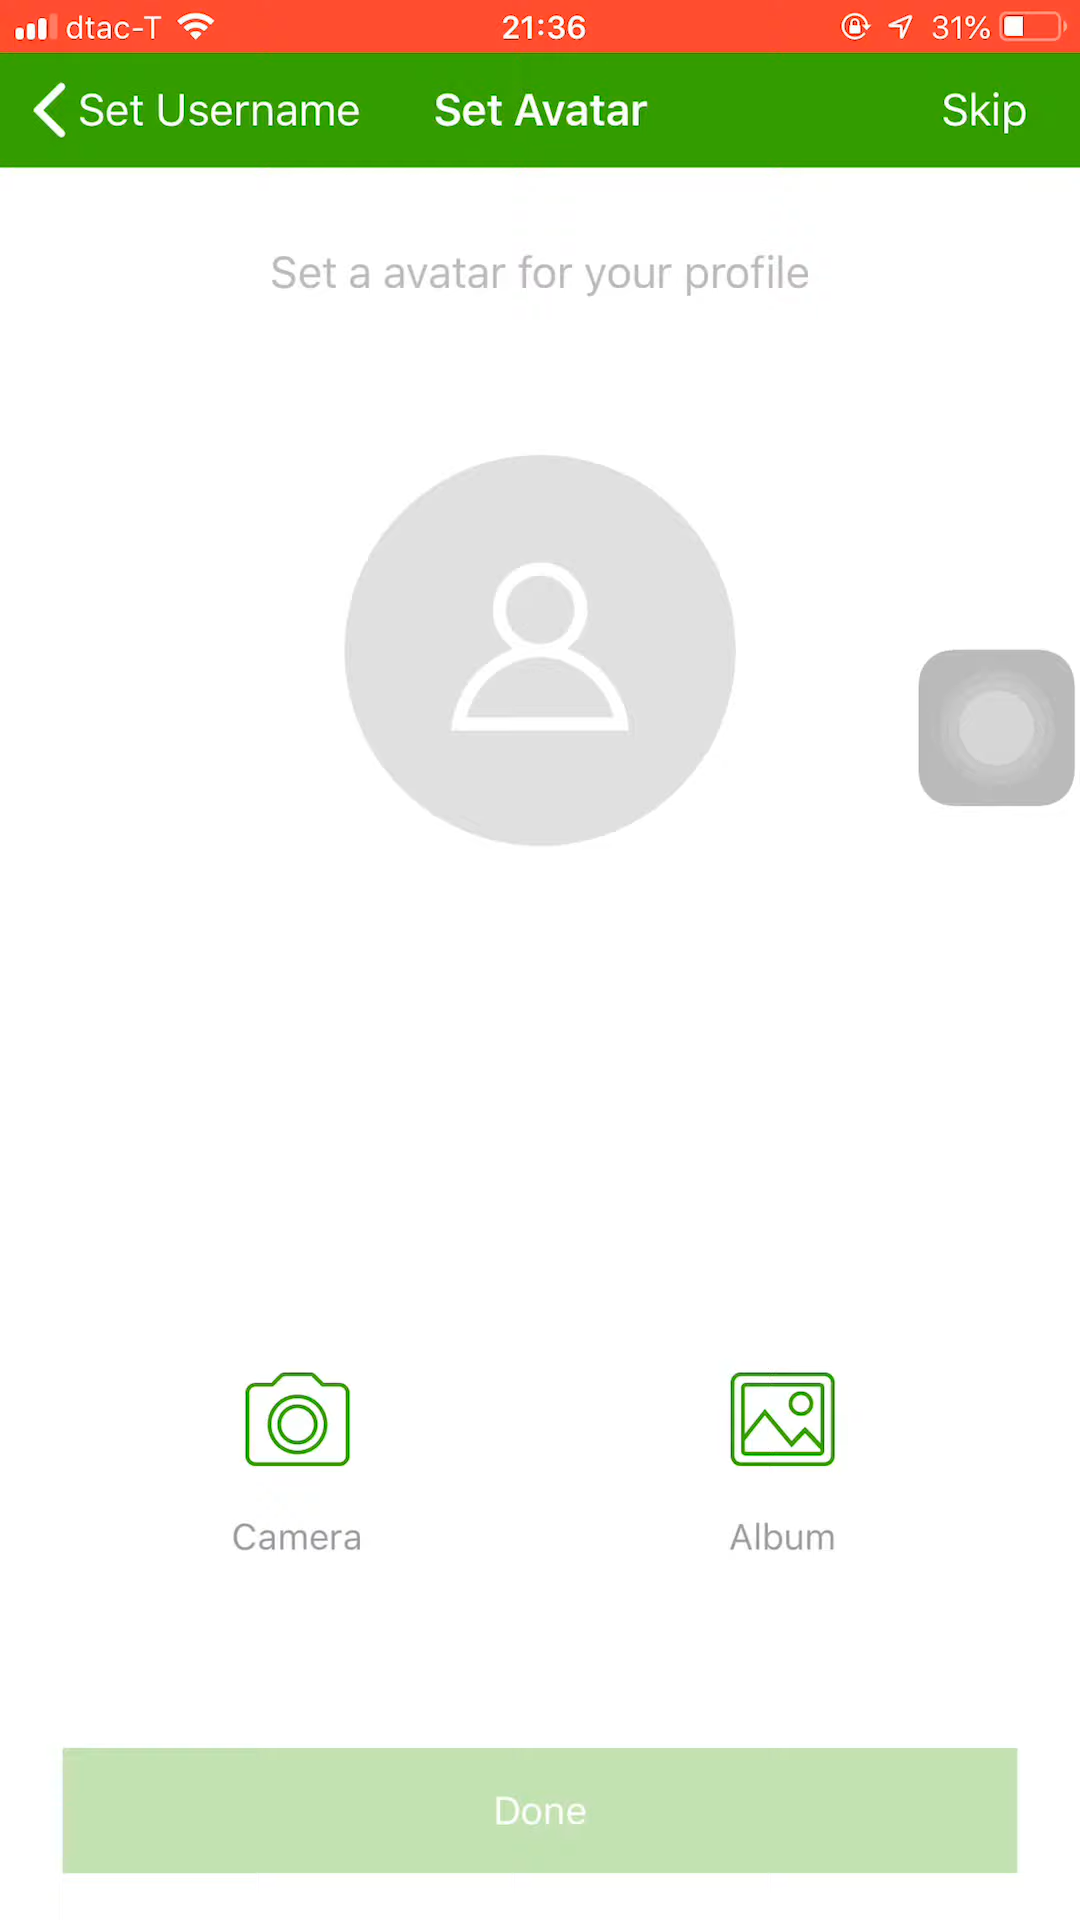 dtac-T 21:36 31%
Set Username Set Avatar Skip
Set a avatar for your profile
Camera Album
Done